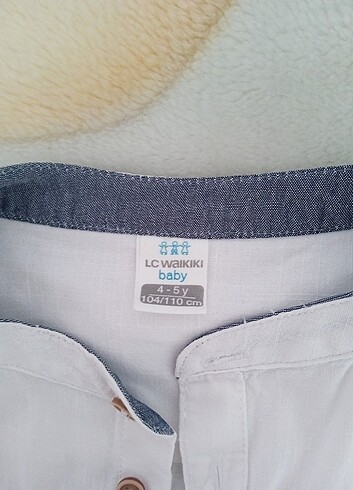 LC WAIKIKI
baby
4 - 5 y
104/110 cm